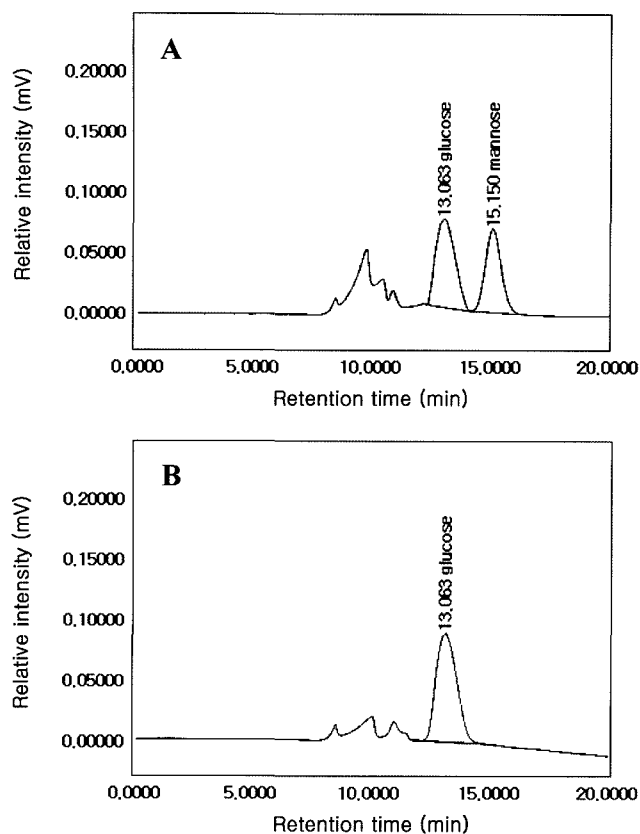 A
Relative intensity (mV)
0.20000
0.15000
0.10000
0.05000
0.00000
13.063 glucose
15.150 mannose
0.0000 5.0000 10.0000 15.0000 20.0000
Retention time (min)
B
Relative intensity (mV)
0.20000
0.15000
0.10000
0.05000
0.00000
13.063 glucose
0.0000 5.0000 10.0000 15.0000 20.0000
Retention time (min)